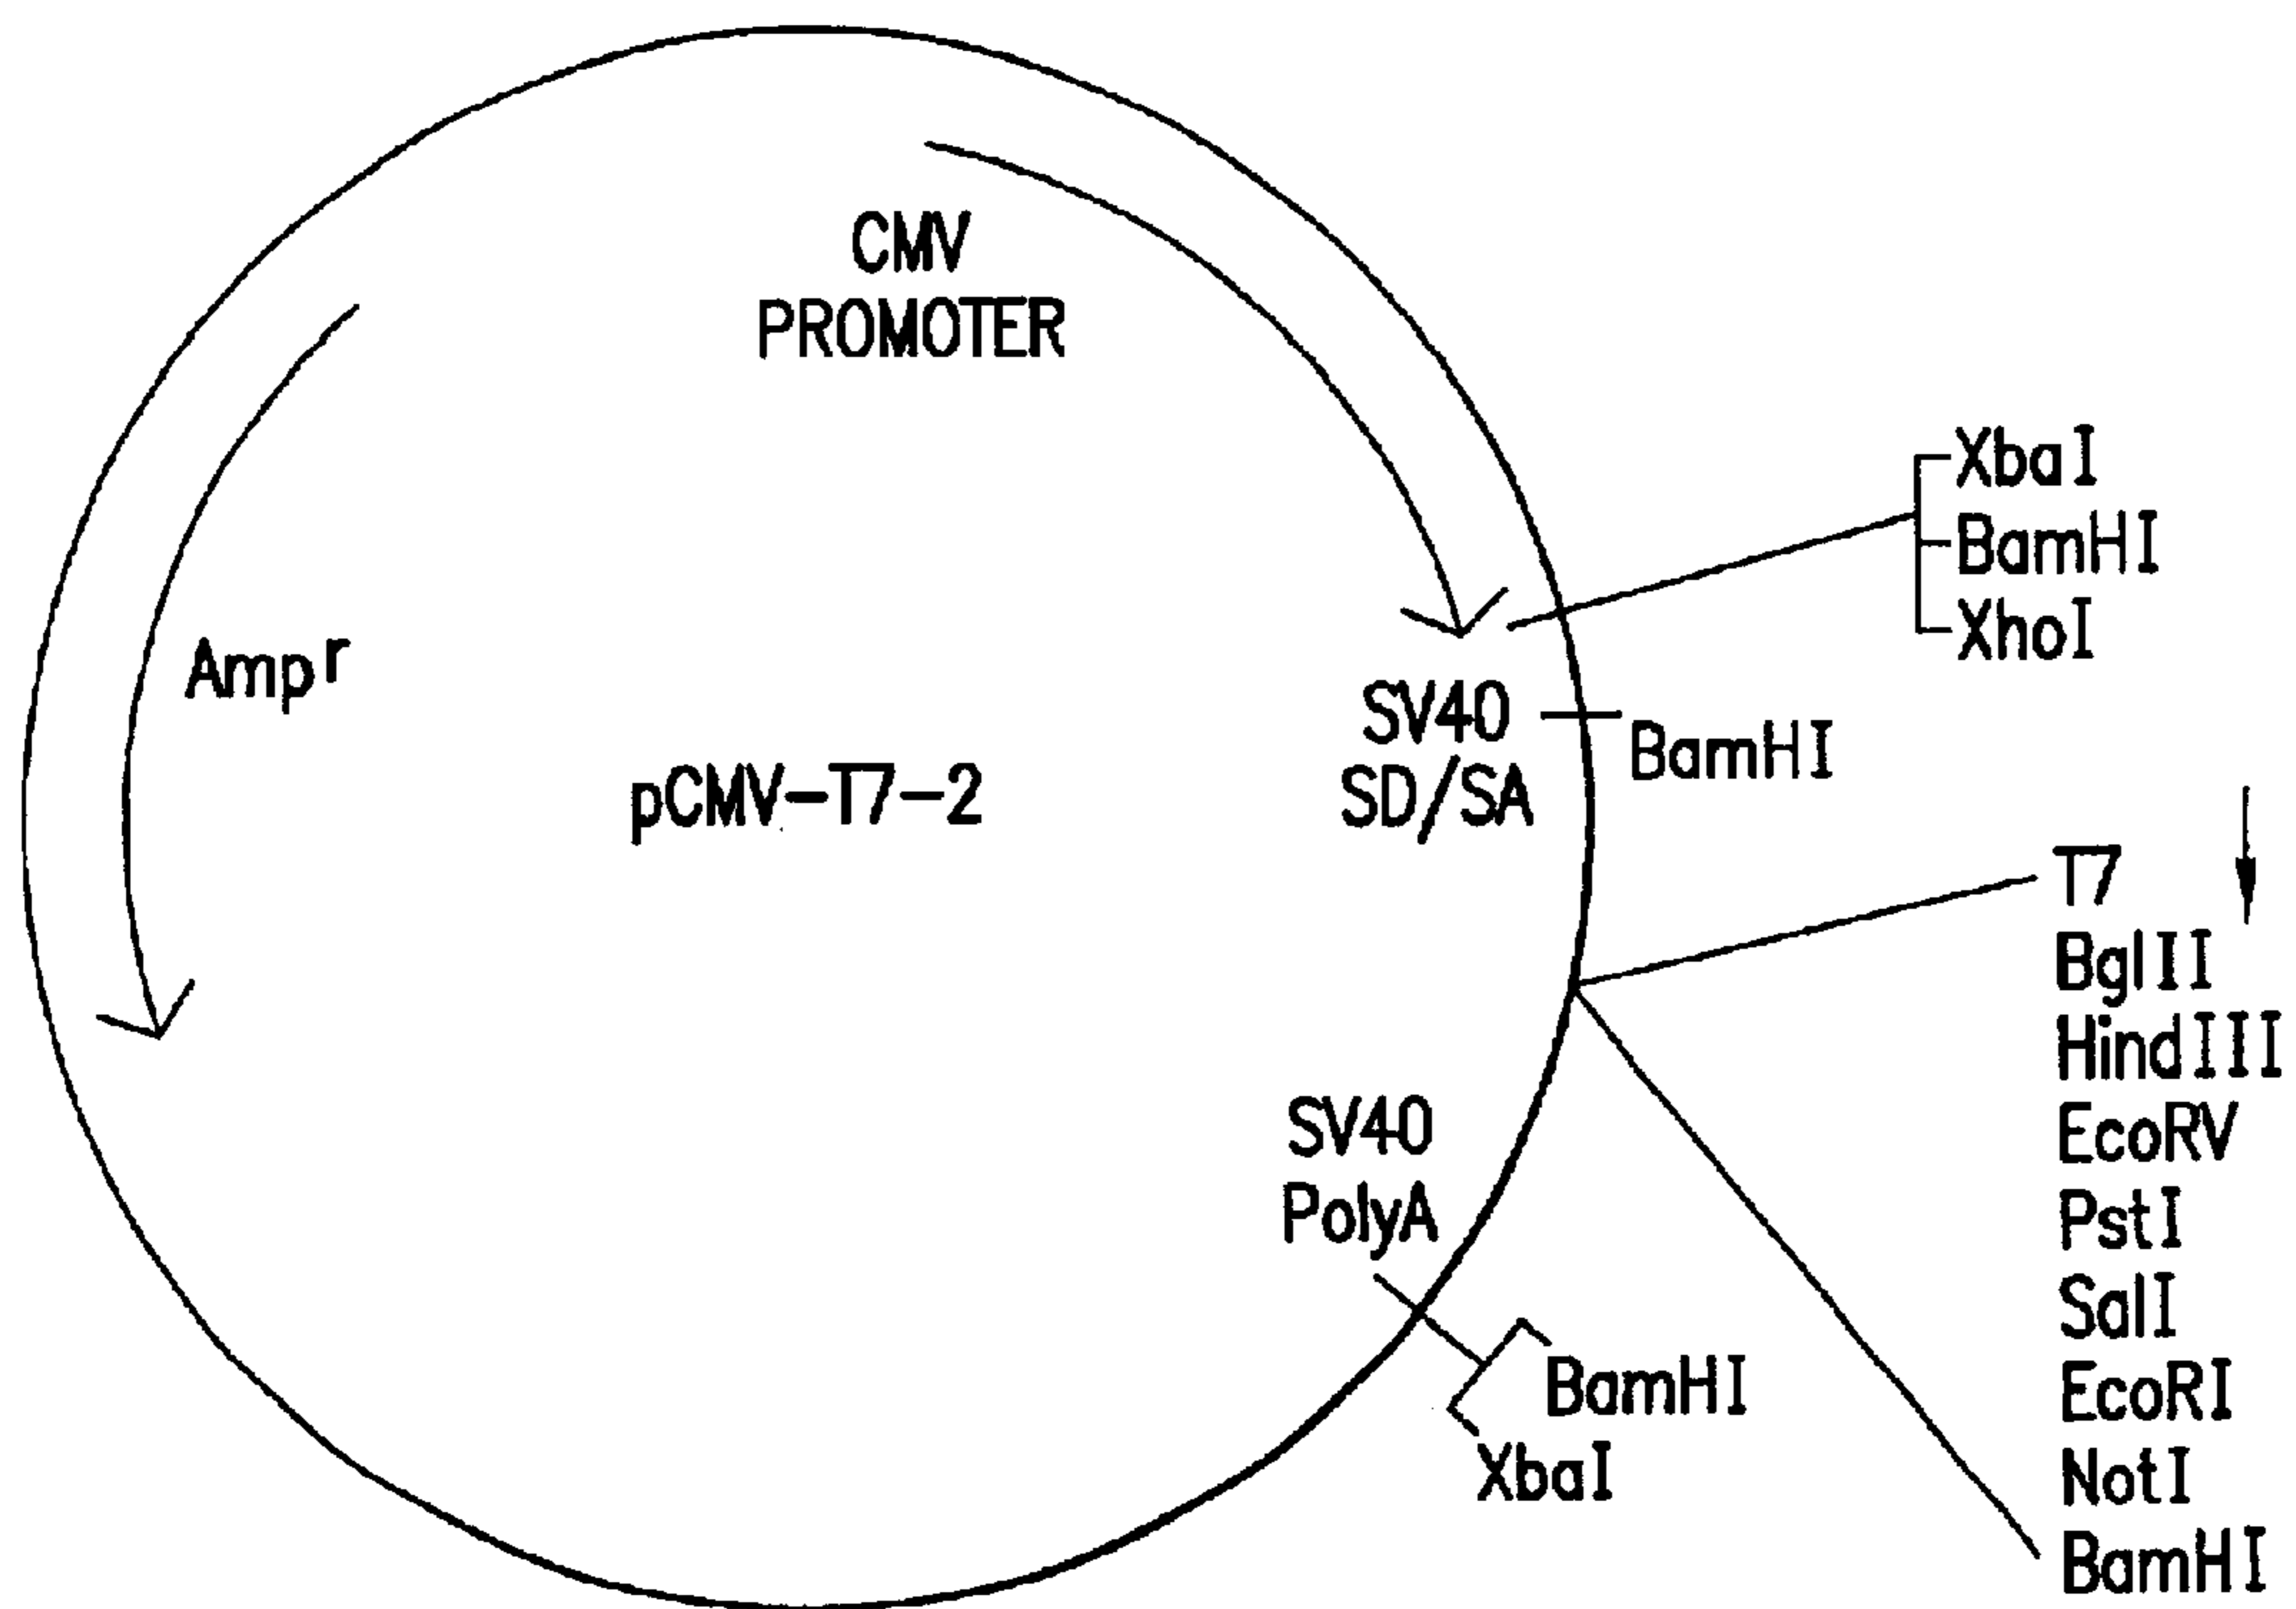 CMV
PROMOTER
XbaI
BamHI
XhoI
Ampr
SV40
SD/SA
BamHI
pCMV-T7-2
T7
BglII
HindIII
EcoRV
PstI
SalI
EcoRI
NotI
BamHI
SV40
PolyA
BamHI
XbaI